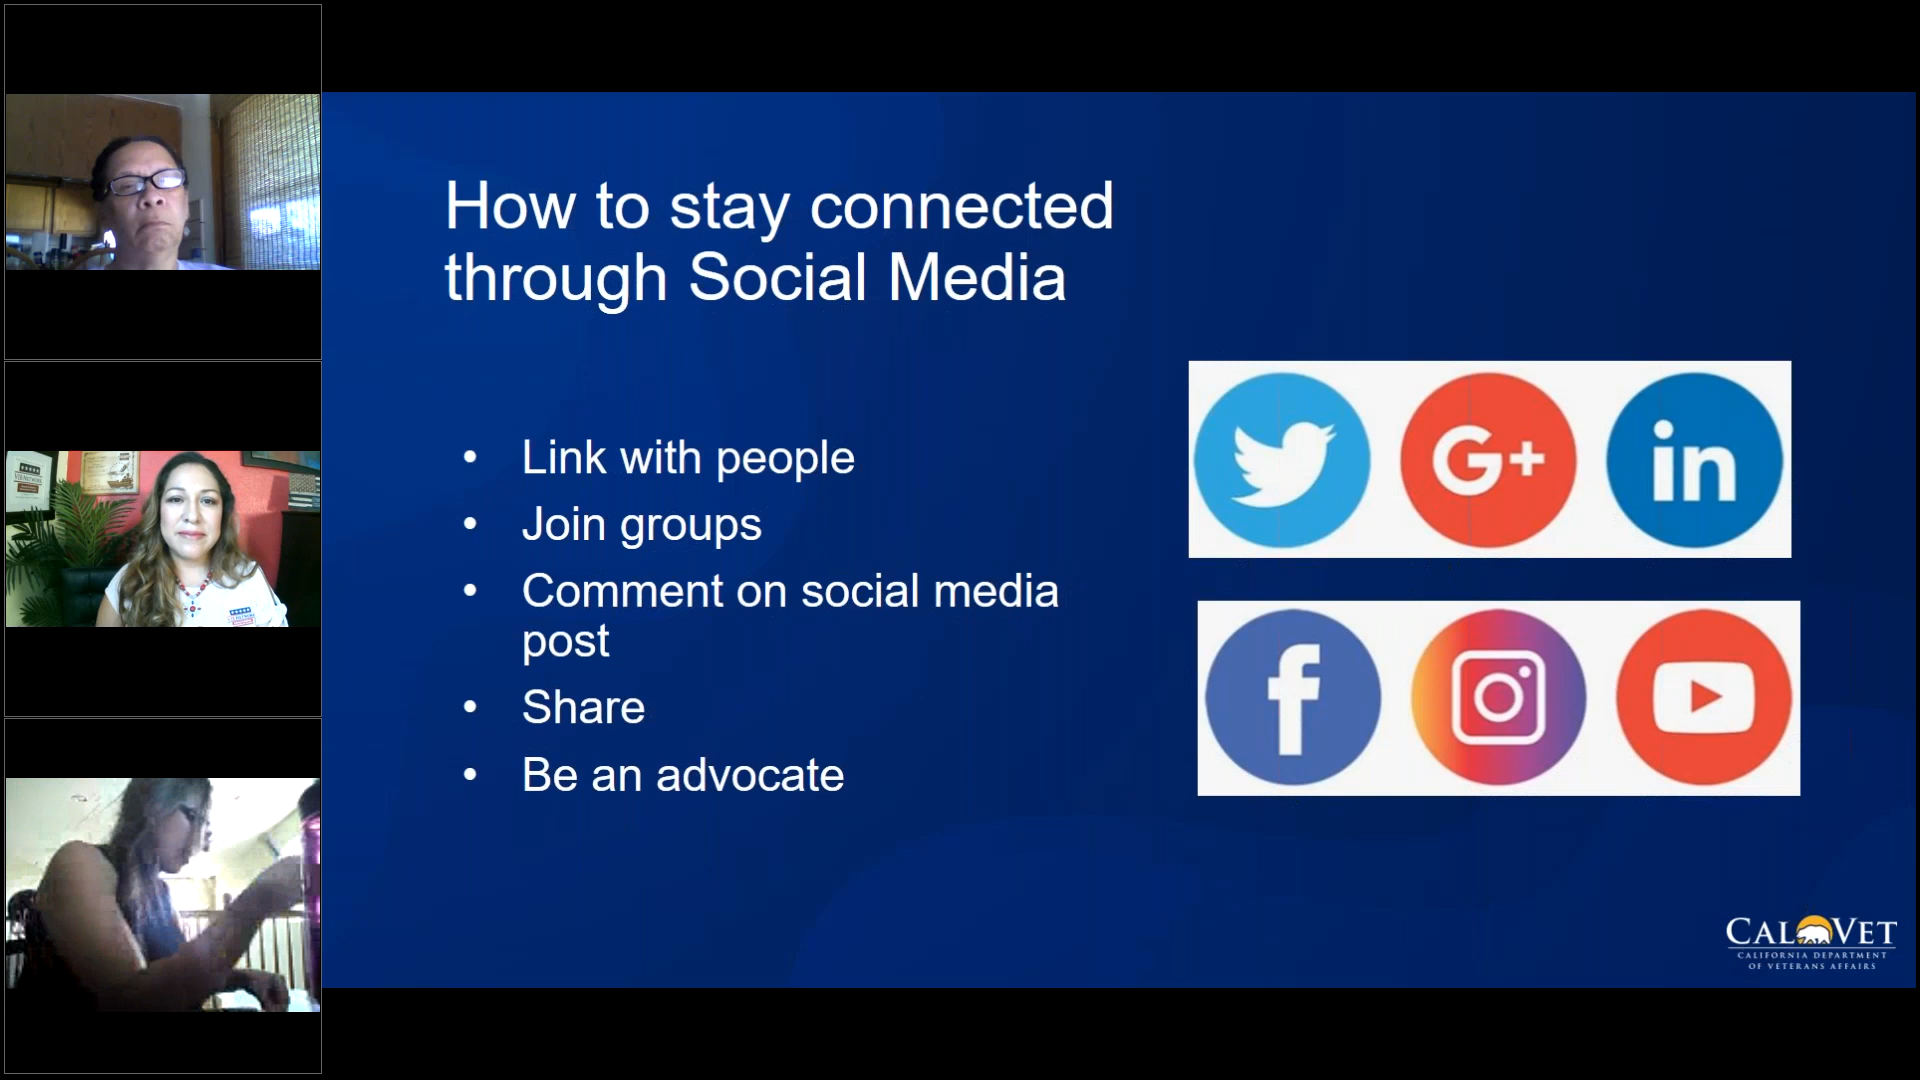 How to stay connected
through Social Media
• Link with people
• Join groups
• Comment on social media
post
• Share
• Be an advocate
G+
in
f
CALVET
CALIFORNIA DEPARTMENT
OF VETERANS AFFAIRS